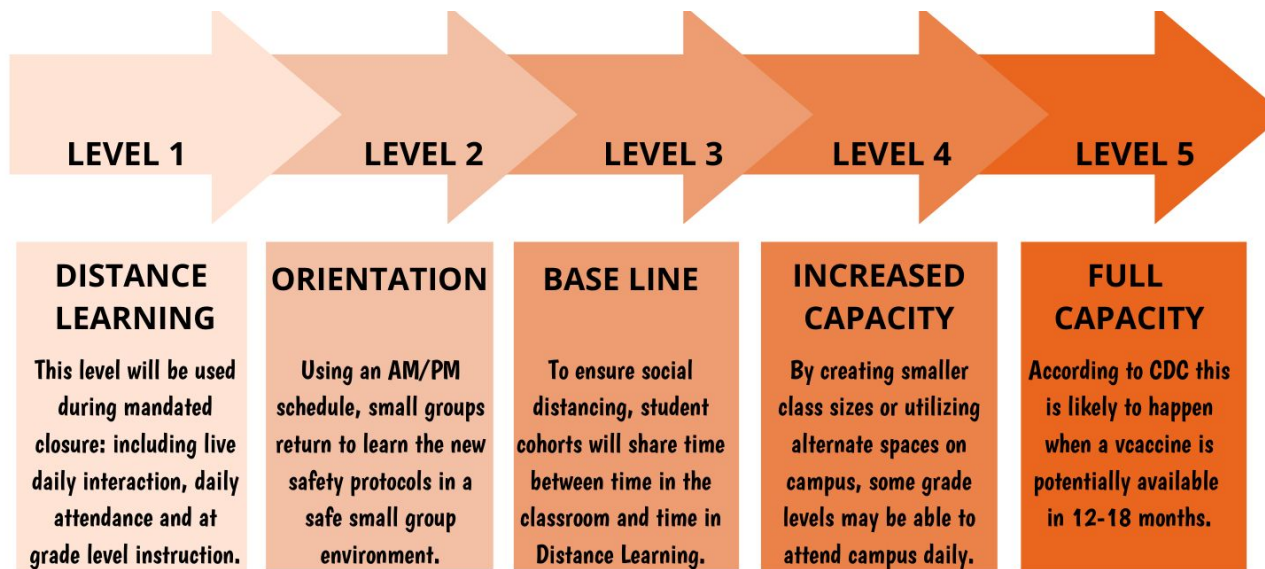 LEVEL 1
LEVEL 2
LEVEL 3
LEVEL 4
LEVEL 5
DISTANCE
LEARNING
This level will be used
during mandated
closure: including live
daily interaction, daily
attendance and at
grade level instruction.
ORIENTATION
Using an AM/PM
schedule, small groups
return to learn the new
safety protocols in a
safe small group
environment.
BASE LINE
To ensure social
distancing, student
cohorts will share time
between time in the
classroom and time in
Distance Learning.
INCREASED
CAPACITY
By creating smaller
class sizes or utilizing
alternate spaces on
campus, some grade
levels may be able to
attend campus daily.
FULL
CAPACITY
According to CDC this
is likely to happen
when a vcaccine is
potentially available
in 12-18 months.